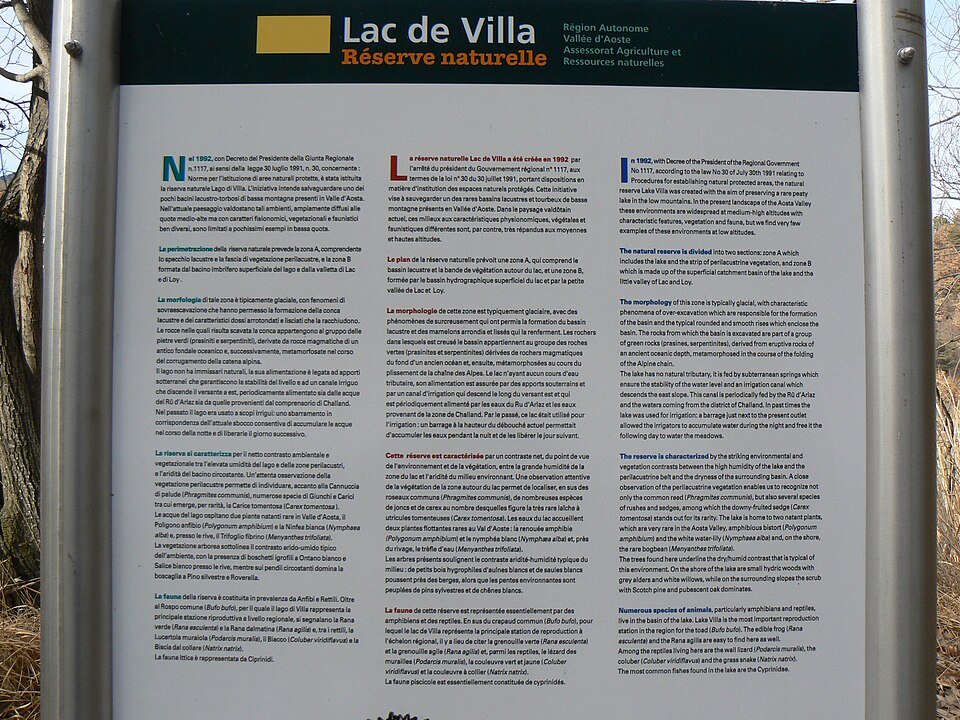 Lac de Villa
Réserve naturelle
Région Autonome
Vallée d'Aoste
Assessorat Agriculture et
Ressources naturelles
Nel 1992, con Decreto del Presidente della Giunta Regionale
n.1117, ai sensi della legge 30 luglio 1991, n. 30, concernente :
Norme per l'istituzione di aree naturali protette, è stata istituita
la riserva naturale Lago di Villa. L'iniziativa intende salvaguardare uno dei
pochi bacini lacustro-torbosi di bassa montagna presenti in Valle d'Aosta.
Nell'attuale paesaggio valdostano tali ambienti, ampiamente diffusi alle
quote medio-alte ma con caratteri fisionomici, vegetazionali e faunistici
ben diversi, sono limitati a pochissimi esempi in bassa quota.
La perimetrazione della riserva naturale prevede la zona A, comprendente
lo specchio lacustre e la fascia di vegetazione perilacustre, e la zona B
formata dal bacino imbrifero superficiale del lago e dalla valletta di Lac
e di Loy .
La morfologia di tale zona è tipicamente glaciale, con fenomeni di
sovraescavazione che hanno permesso la formazione della conca
lacustre e dei caratteristici dossi arrotondati e lisciati che la racchiudono.
Le rocce nelle quali risulta scavata la conca appartengono al gruppo delle
pietre verdi (prasiniti e serpentiniti), derivate da rocce magmatiche di un
antico fondale oceanico e, successivamente, metamorfosate nel corso
del corrugamento della catena alpina.
Il lago non ha immissari naturali, la sua alimentazione è legata ad apporti
sotterranei che garantiscono la stabilità del livello e ad un canale irriguo
che discende il versante a est, periodicamente alimentato sia dalle acque
del Rû d'Arlaz sia da quelle provenienti dal comprensorio di Challand.
Nel passato il lago era usato a scopi irrigui: uno sbarramento in
corrispondenza dell'attuale sbocco consentiva di accumulare le acque
nel corso della notte e di liberarle il giorno successivo.
La riserva si caratterizza per il netto contrasto ambientale e
vegetazionale tra l'elevata umidità del lago e delle zone perilacustri,
e l'aridità del bacino circostante. Un'attenta osservazione della
vegetazione perilacustre permette di individuare, accanto alla Cannuccia
di palude (Phragmites communis), numerose specie di Giunchi e Carici
tra cui emerge, per rarità, la Carice tomentosa (Carex tomentosa ).
Le acque del lago ospitano due piante natanti rare in Valle d'Aosta, il
Poligono anfibio (Polygonum amphibium) e la Ninfea bianca (Nymphaea
alba) e, presso le rive, il Trifoglio fibrino (Menyanthes trifoliata).
La vegetazione arborea sottolinea il contrasto arido-umido tipico
dell'ambiente, con la presenza di boschetti igrofili a Ontano bianco e
Salice bianco presso le rive, mentre sui pendii circostanti domina la
boscaglia a Pino silvestre e Roverella.
La fauna della riserva è costituita in prevalenza da Anfibi e Rettili. Oltre
al Rospo comune (Bufo bufo), per il quale il lago di Villa rappresenta la
principale stazione riproduttiva a livello regionale, si segnalano la Rana
verde (Rana esculenta) e la Rana dalmatina (Rana agilis) e, tra i rettili, la
Lucertola muraiola (Podarcis muralis), il Biacco (Coluber viridiflavus) e la
Biscia dal collare (Natrix natrix).
La fauna ittica è rappresentata da Ciprinidi.
La réserve naturelle Lac de Villa a été créée en 1992 par
l'arrêté du président du Gouvernement régional n° 1117, aux
termes de la loi n° 30 du 30 juillet 1991, portant dispositions en
matière d'institution des espaces naturels protégés. Cette initiative
vise à sauvegarder un des rares bassins lacustres et tourbeux de basse
montagne présents en Vallée d'Aoste. Dans le paysage valdôtain
actuel, ces milieux aux caractéristiques physionomiques, végétales et
faunistiques différentes sont, par contre, très répandus aux moyennes
et hautes altitudes.
Le plan de la réserve naturelle prévoit une zone A, qui comprend le
bassin lacustre et la bande de végétation autour du lac, et une zone B,
formée par le bassin hydrographique superficiel du lac et par la petite
vallée de Lac et Loy.
La morphologie de cette zone est typiquement glaciaire, avec des
phénomènes de surcreusement qui ont permis la formation du bassin
lacustre et des mamelons arrondis et lissés qui la renferment. Les rochers
dans lesquels est creusé le bassin appartiennent au groupe des roches
vertes (prasinites et serpentinites) dérivées de rochers magmatiques
du fond d'un ancien océan et, ensuite, métamorphosées au cours du
plissement de la chaîne des Alpes. Le lac n'ayant aucun cours d'eau
tributaire, son alimentation est assurée par des apports souterrains et
par un canal d'irrigation qui descend le long du versant est et qui
est périodiquement alimenté par les eaux du Ru d'Arlaz et les eaux
provenant de la zone de Challand. Par le passé, ce lac était utilisé pour
l'irrigation : un barrage à la hauteur du débouché actuel permettait
d'accumuler les eaux pendant la nuit et de les libérer le jour suivant.
Cette réserve est caractérisée par un contraste net, du point de vue
de l'environnement et de la végétation, entre la grande humidité de la
zone du lac et l'aridité du milieu environnant. Une observation attentive
de la végétation de la zone autour du lac permet de localiser, en sus des
roseaux communs (Phragmites communis), de nombreuses espèces
de joncs et de carex au nombre desquelles figure la très rare laîche à
utricules tomenteuses (Carex tomentosa). Les eaux du lac accueillent
deux plantes flottantes rares au Val d'Aoste : la renouée amphibie
(Polygonum amphibium) et le nymphéa blanc (Nymphaea alba) et, près
du rivage, le trèfle d'eau (Menyanthes trifoliata).
Les arbres présents soulignent le contraste aridité-humidité typique du
milieu : de petits bois hygrophiles d'aulnes blancs et de saules blancs
poussent près des berges, alors que les pentes environnantes sont
peuplées de pins sylvestres et de chênes blancs.
La faune de cette réserve est représentée essentiellement par des
amphibiens et des reptiles. En sus du crapaud commun (Bufo bufo), pour
lequel le lac de Villa représente la principale station de reproduction à
l'échelon régional, il y a lieu de citer la grenouille verte (Rana esculenta)
et la grenouille agile (Rana agilis) et, parmi les reptiles, le lézard des
murailles (Podarcis muralis), la couleuvre vert et jaune (Coluber
viridiflavus) et la couleuvre à collier (Natrix natrix).
La faune piscicole est essentiellement constituée de cyprinidés.
In 1992, with Decree of the President of the Regional Government
No 1117, according to the law No 30 of July 30th 1991 relating to
Procedures for establishing natural protected areas, the natural
reserve Lake Villa was created with the aim of preserving a rare peaty
lake in the low mountains. In the present landscape of the Aosta Valley
these environments are widespread at medium-high altitudes with
characteristic features, vegetation and fauna, but we find very few
examples of these environments at low altitudes.
The natural reserve is divided into two sections: zone A which
includes the lake and the strip of perilacustrine vegetation, and zone B
which is made up of the superficial catchment basin of the lake and the
little valley of Lac and Loy.
The morphology of this zone is typically glacial, with characteristic
phenomena of over-excavation which are responsible for the formation
of the basin and the typical rounded and smooth rises which enclose the
basin. The rocks from which the basin is excavated are part of a
group of green rocks (prasines, serpentinites), derived from eruptive rocks of
an ancient oceanic depth, metamorphosed in the course of the folding
of the Alpine chain.
The lake has no natural tributary, it is fed by subterranean springs which
ensure the stability of the water level and an irrigation canal which
descends the east slope. This canal is periodically fed by the Rû d'Arlaz
and the waters coming from the district of Challand. In past times the
lake was used for irrigation: a barrage just next to the present outlet
allowed the irrigators to accumulate water during the night and free it the
following day to water the meadows.
The reserve is characterized by the striking environmental and
vegetation contrasts between the high humidity of the lake and the
perilacustrine belt and the dryness of the surrounding basin. A close
observation of the perilacustrine vegetation enables us to recognize not
only the common reed (Phragmites communis), but also several species
of rushes and sedges, among which the downy-fruited sedge (Carex
tomentosa) stands out for its rarity. The lake is home to two natant plants,
which are very rare in the Aosta Valley, amphibious bistort (Polygonum
amphibium) and the white water-lily (Nymphaea alba) and, on the shore,
the rare bogbean (Menyanthes trifoliata).
The trees found here underline the dry/humid contrast that is typical of
this environment. On the shore of the lake are small hydric woods with
grey alders and white willows, while on the surrounding slopes the scrub
with Scotch pine and pubescent oak dominates.
Numerous species of animals, particularly amphibians and reptiles,
live in the basin of the lake. Lake Villa is the most important reproduction
station in the region for the toad (Bufo bufo). The edible frog (Rana
esculenta) and the Rana agilis are easy to find here as well.
Among the reptiles living here are the wall lizard (Podarcis muralis), the
coluber (Coluber viridiflavus) and the grass snake (Natrix natrix).
The most common fishes found in the lake are the Cyprinidae.